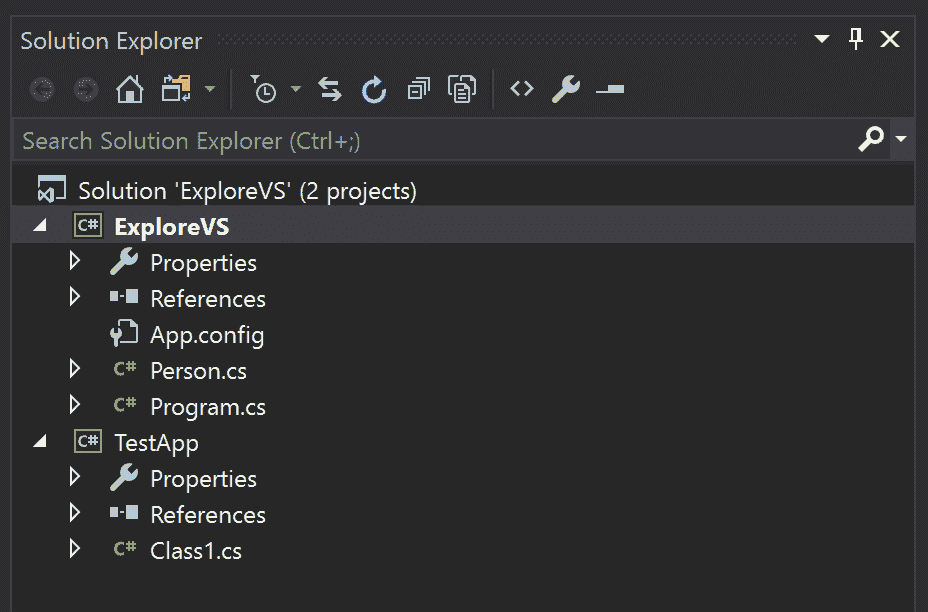 Solution Explorer
Search Solution Explorer (Ctrl+;)
Solution 'ExploreVS' (2 projects)
C# ExploreVS
Properties
References
App.config
C# Person.cs
C# Program.cs
C# TestApp
Properties
References
C# Class1.cs